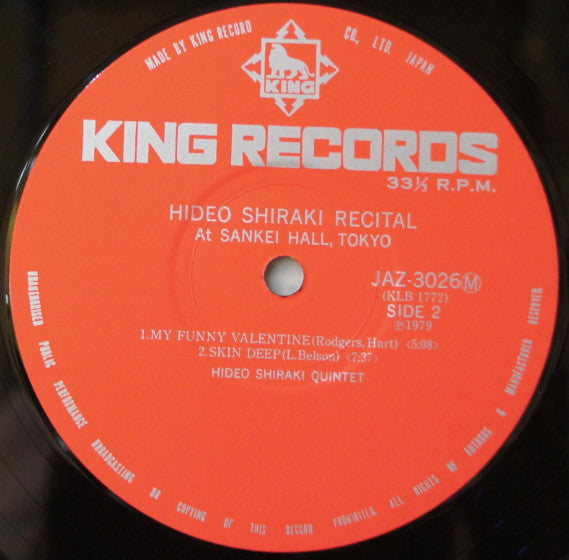 MADE BY KING RECORD CO., LTD. JAPAN
KING
KING RECORDS
33⅓ R.P.M.
HIDEO SHIRAKI RECITAL
At SANKEI HALL, TOKYO
JAZ-3026Ⓜ
(KLB 1772)
SIDE 2
Ⓟ1979
1.MY FUNNY VALENTINE(Rodgers. Hart) <5:08>
2.SKIN DEEP(L.Belson) <7:37>
HIDEO SHIRAKI QUINTET
UNAUTHORISED PUBLIC PERFORMANCE BROADCASTING OR COPYING OF THIS RECORD PROHIBITED. ALL RIGHTS OF AUTHORS & MANUFACTURER RESERVED.